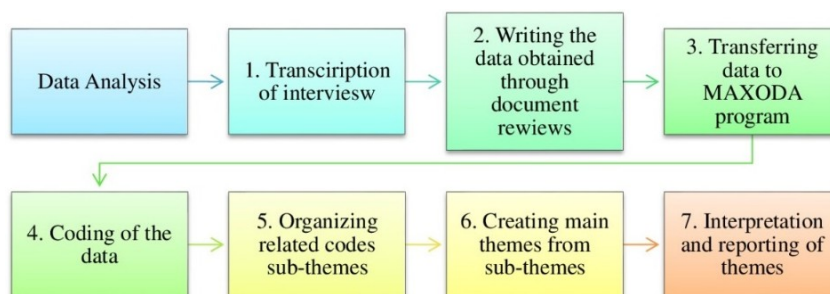 Data Analysis
1. Transciription
of interviesw
2. Writing the
data obtained
through
document
rewiews
3. Transferring
data to
MAXODA
program
4. Coding of the
data
5. Organizing
related codes
sub-themes
6. Creating main
themes from
sub-themes
7. Interpretation
and reporting of
themes